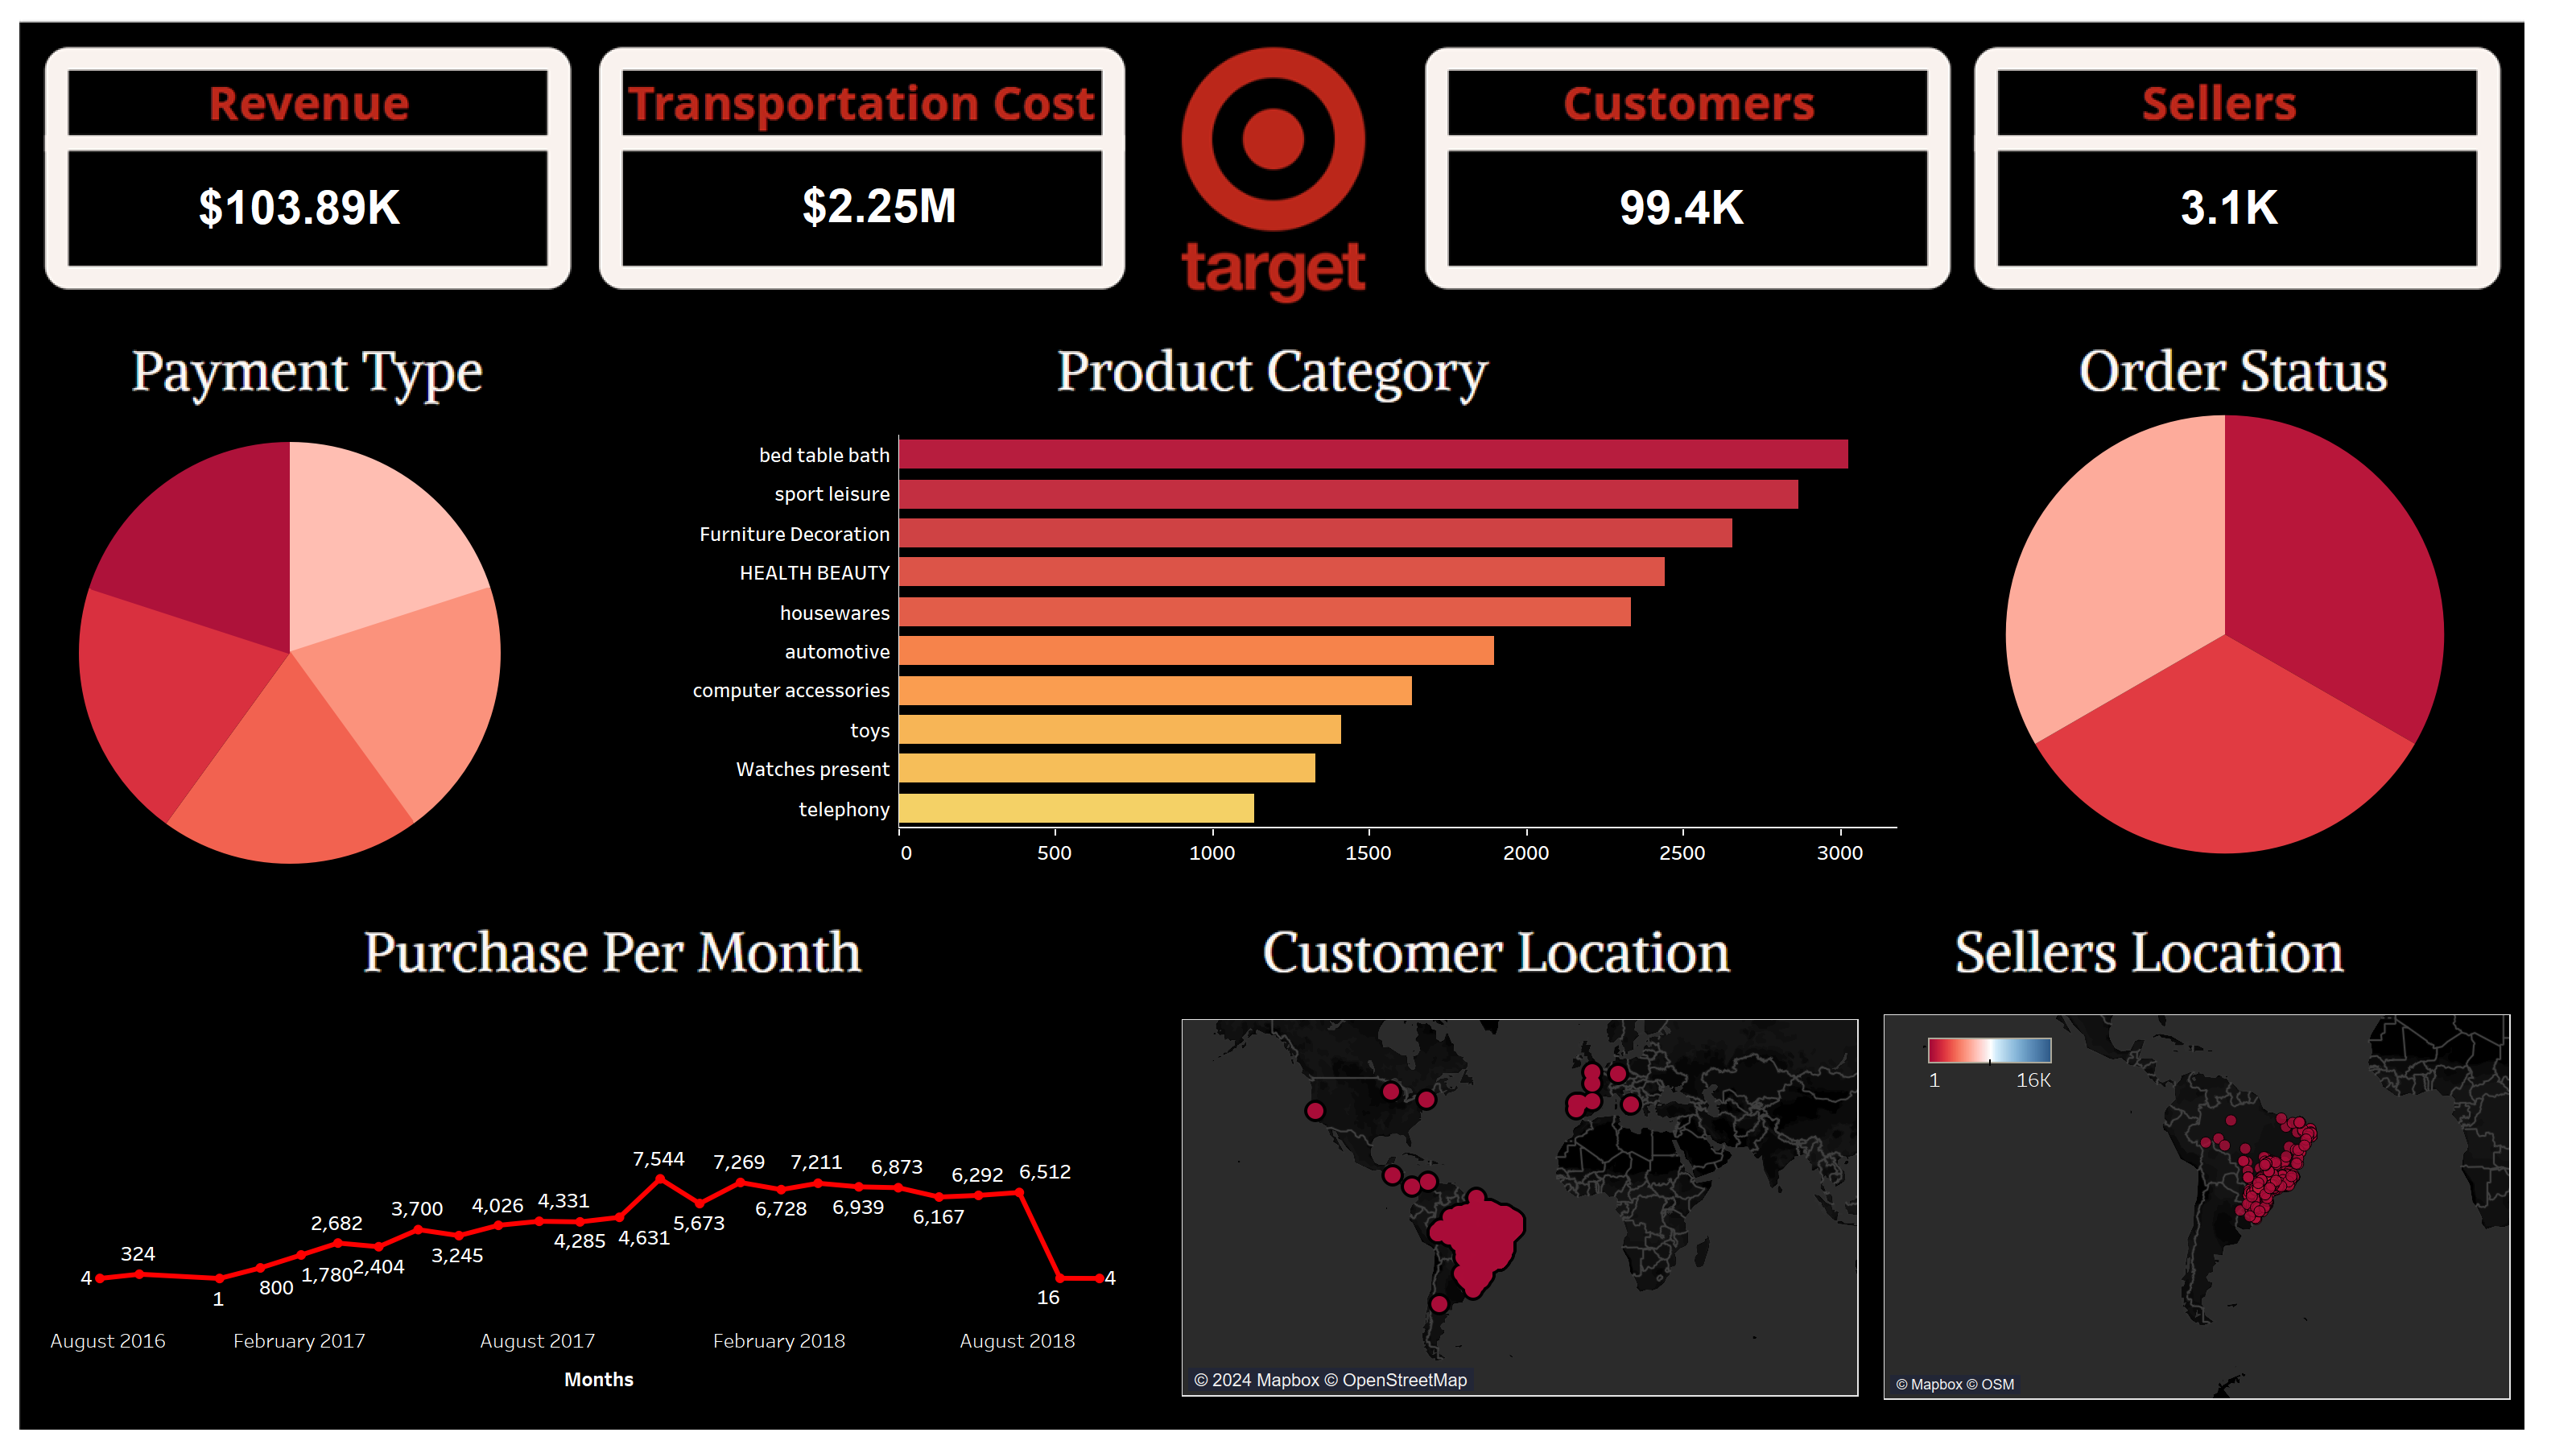 Revenue
$103.89K
Transportation Cost
$2.25M
target
Customers
99.4K
Sellers
3.1K
Payment Type
Product Category
bed table bath
sport leisure
Furniture Decoration
HEALTH BEAUTY
housewares
automotive
computer accessories
toys
Watches present
telephony
0 500 1000 1500 2000 2500 3000
Order Status
Purchase Per Month
4
324
1
800
1,780
2,682
2,404
3,700
3,245
4,026
4,331
4,285
4,631
7,544
5,673
7,269
6,728
7,211
6,939
6,873
6,167
6,292
6,512
16
4
August 2016 February 2017 August 2017 February 2018 August 2018
Months
Customer Location
© 2024 Mapbox © OpenStreetMap
Sellers Location
1 16K
© Mapbox © OSM